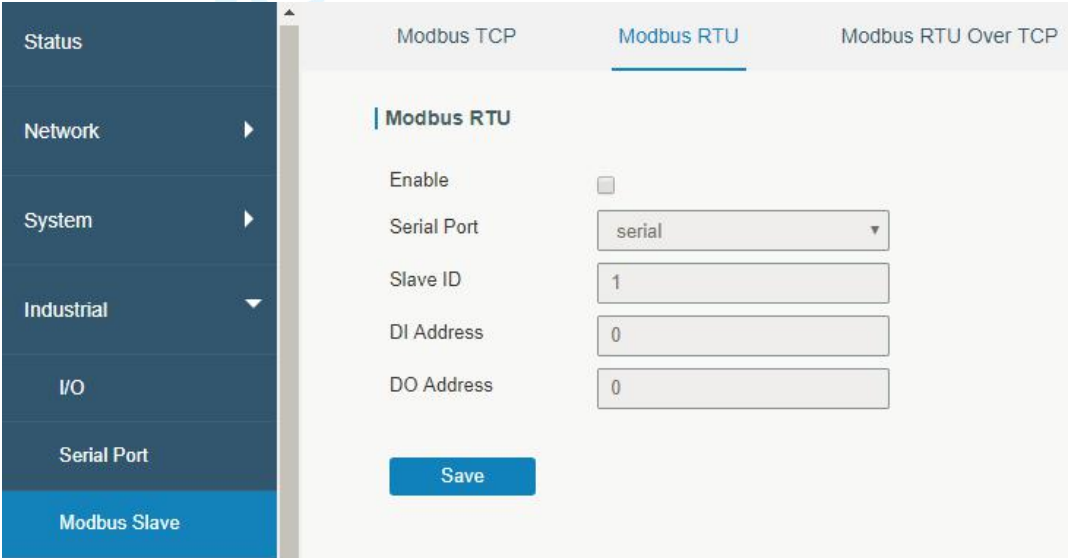 Status
Network
System
Industrial
I/O
Serial Port
Modbus Slave
Modbus TCP
Modbus RTU
Modbus RTU Over TCP
Modbus RTU
Enable
Serial Port
serial
Slave ID
1
DI Address
0
DO Address
0
Save